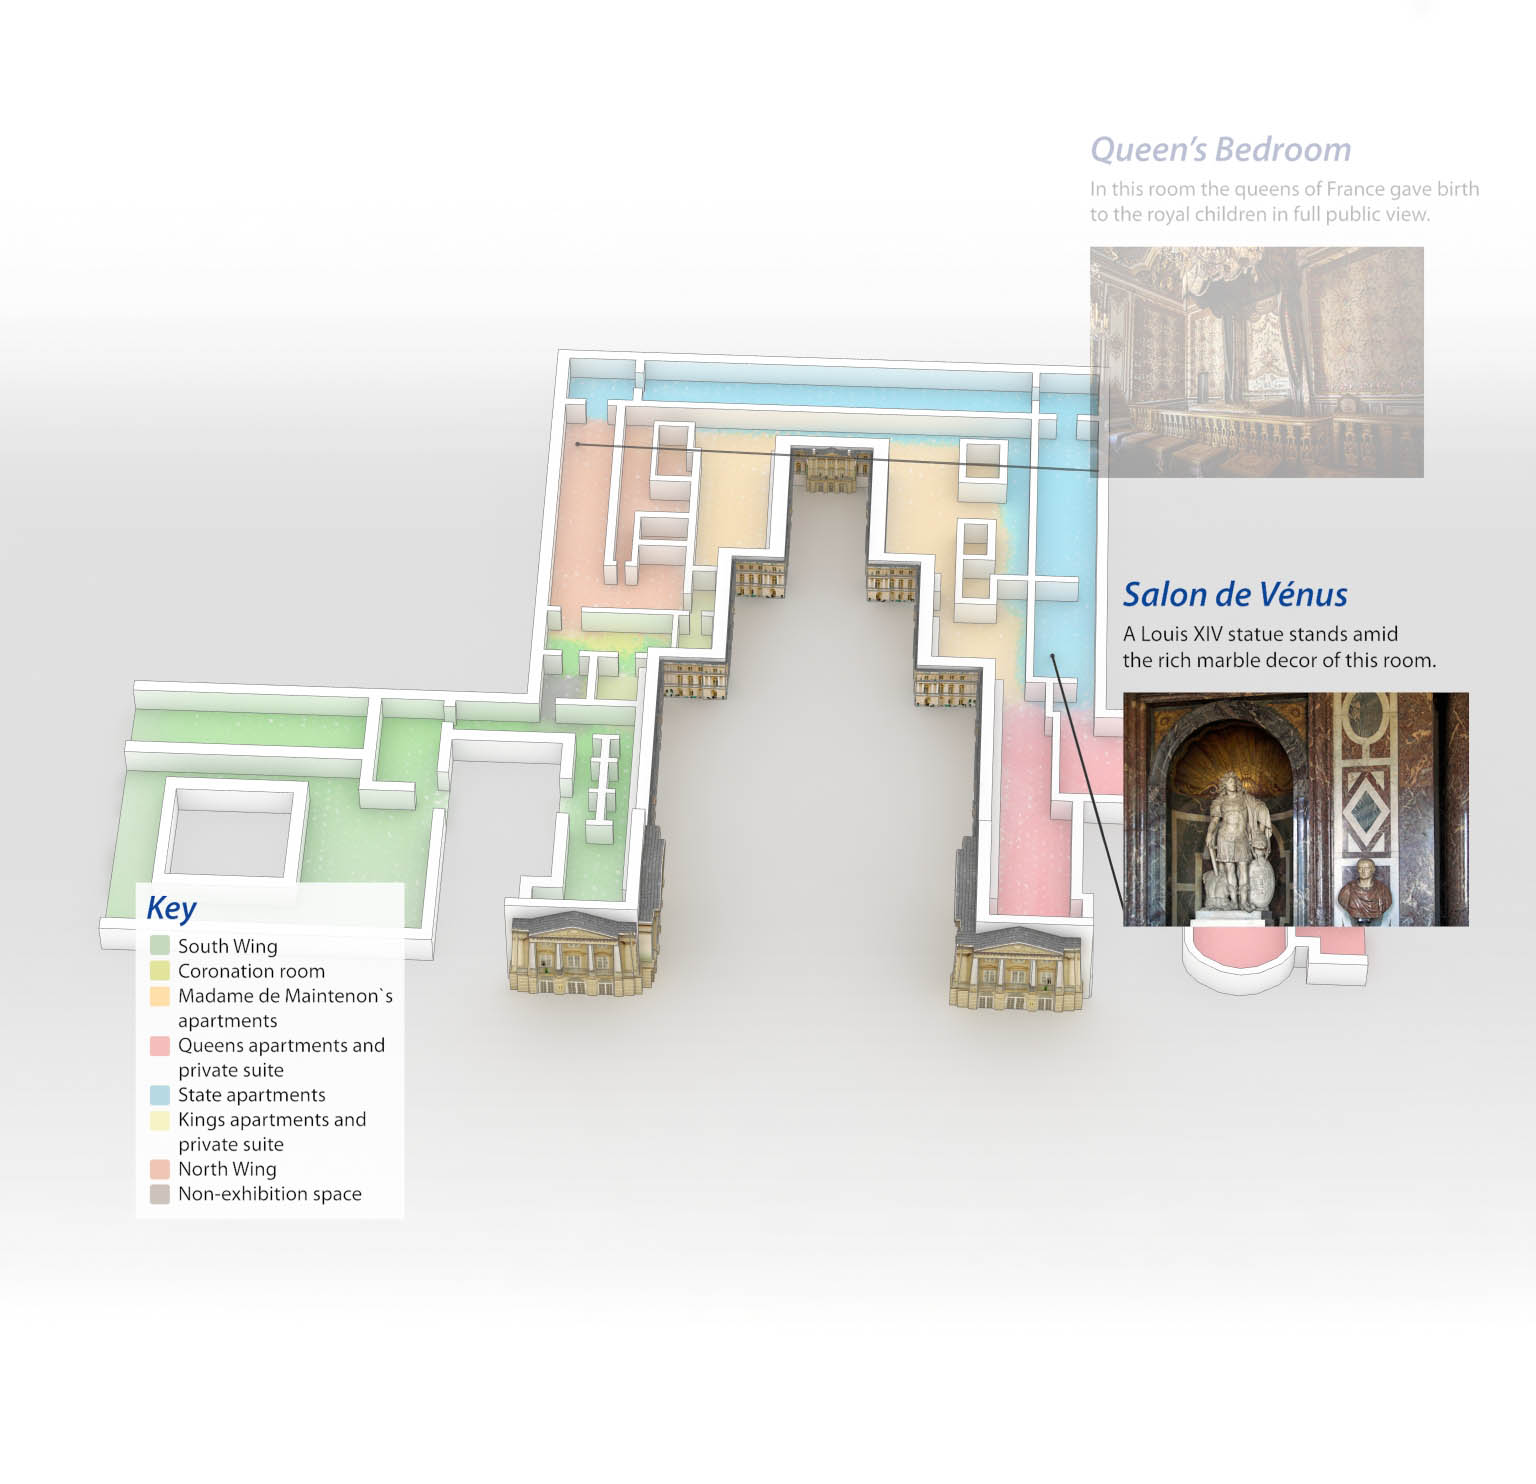 Queen’s Bedroom
In this room the queens of France gave birth
to the royal children in full public view.
Salon de Vénus
A Louis XIV statue stands amid
the rich marble decor of this room.
Key
South Wing
Coronation room
Madame de Maintenon`s
apartments
Queens apartments and
private suite
State apartments
Kings apartments and
private suite
North Wing
Non-exhibition space